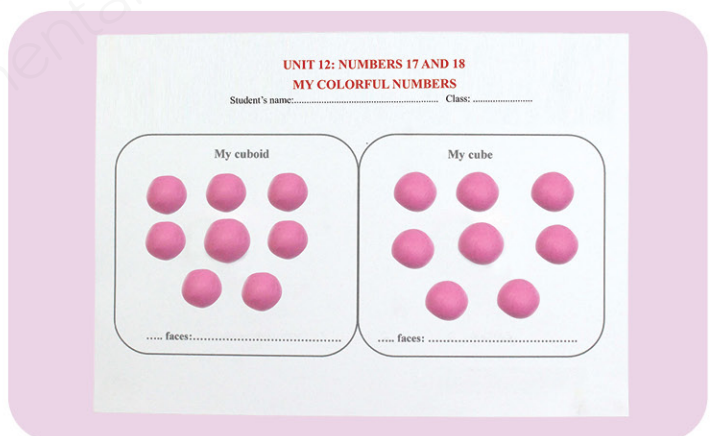 UNIT 12: NUMBERS 17 AND 18
MY COLORFUL NUMBERS
Student's name:.................................................... Class: ......................
My cuboid
My cube
..... faces:.....................................................
..... faces: .....................................................